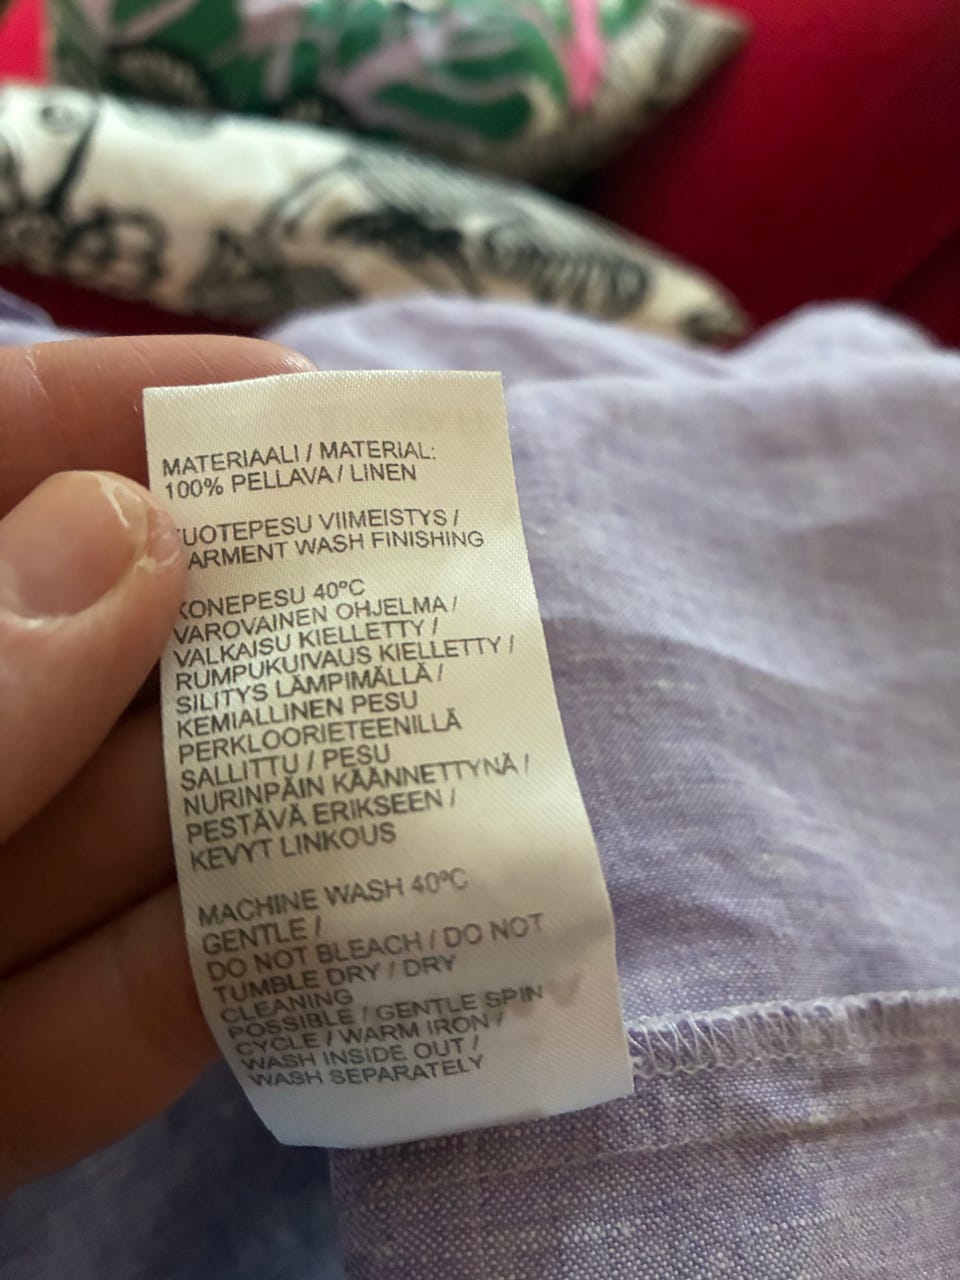 MATERIAALI / MATERIAL:
100% PELLAVA / LINEN
UOTEPESU VIIMEISTYS /
ARMENT WASH FINISHING
KONEPESU 40ºC
VAROVAINEN OHJELMA /
VALKAISU KIELLETTY /
RUMPUKUIVAUS KIELLETTY /
SILITYS LÄMPIMÄLLÄ /
KEMIALLINEN PESU
PERKLOORIETEENILLÄ
SALLITTU / PESU
NURINPÄIN KÄÄNNETTYNÄ /
PESTÄVÄ ERIKSEEN /
KEVYT LINKOUS
MACHINE WASH 40ºC
GENTLE /
DO NOT BLEACH / DO NOT
TUMBLE DRY / DRY
CLEANING
POSSIBLE / GENTLE SPIN
CYCLE / WARM IRON /
WASH INSIDE OUT /
WASH SEPARATELY